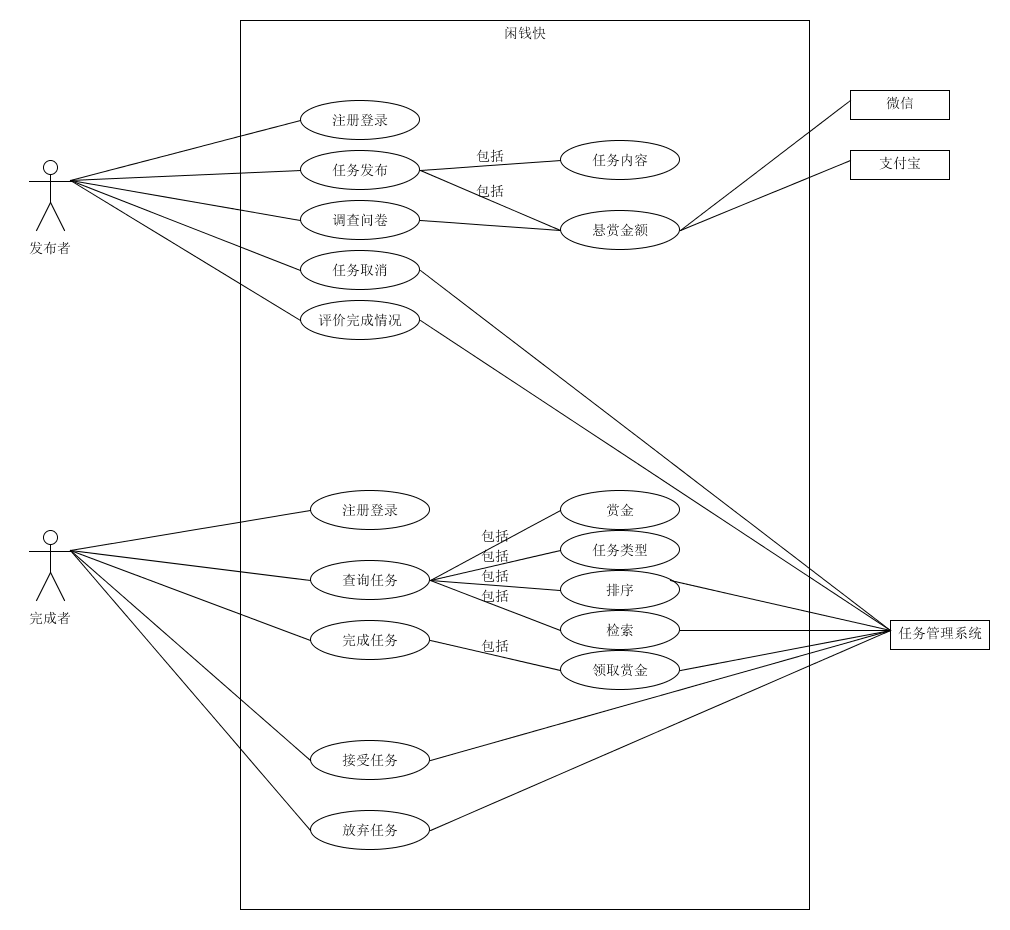 闲钱快
微信
注册登录
包括
任务内容
支付宝
任务发布
包括
调查问卷
悬赏金额
发布者
任务取消
评价完成情况
注册登录
赏金
包括
任务类型
包括
查询任务
包括
排序
包括
完成者
检索
任务管理系统
完成任务
包括
领取赏金
接受任务
放弃任务